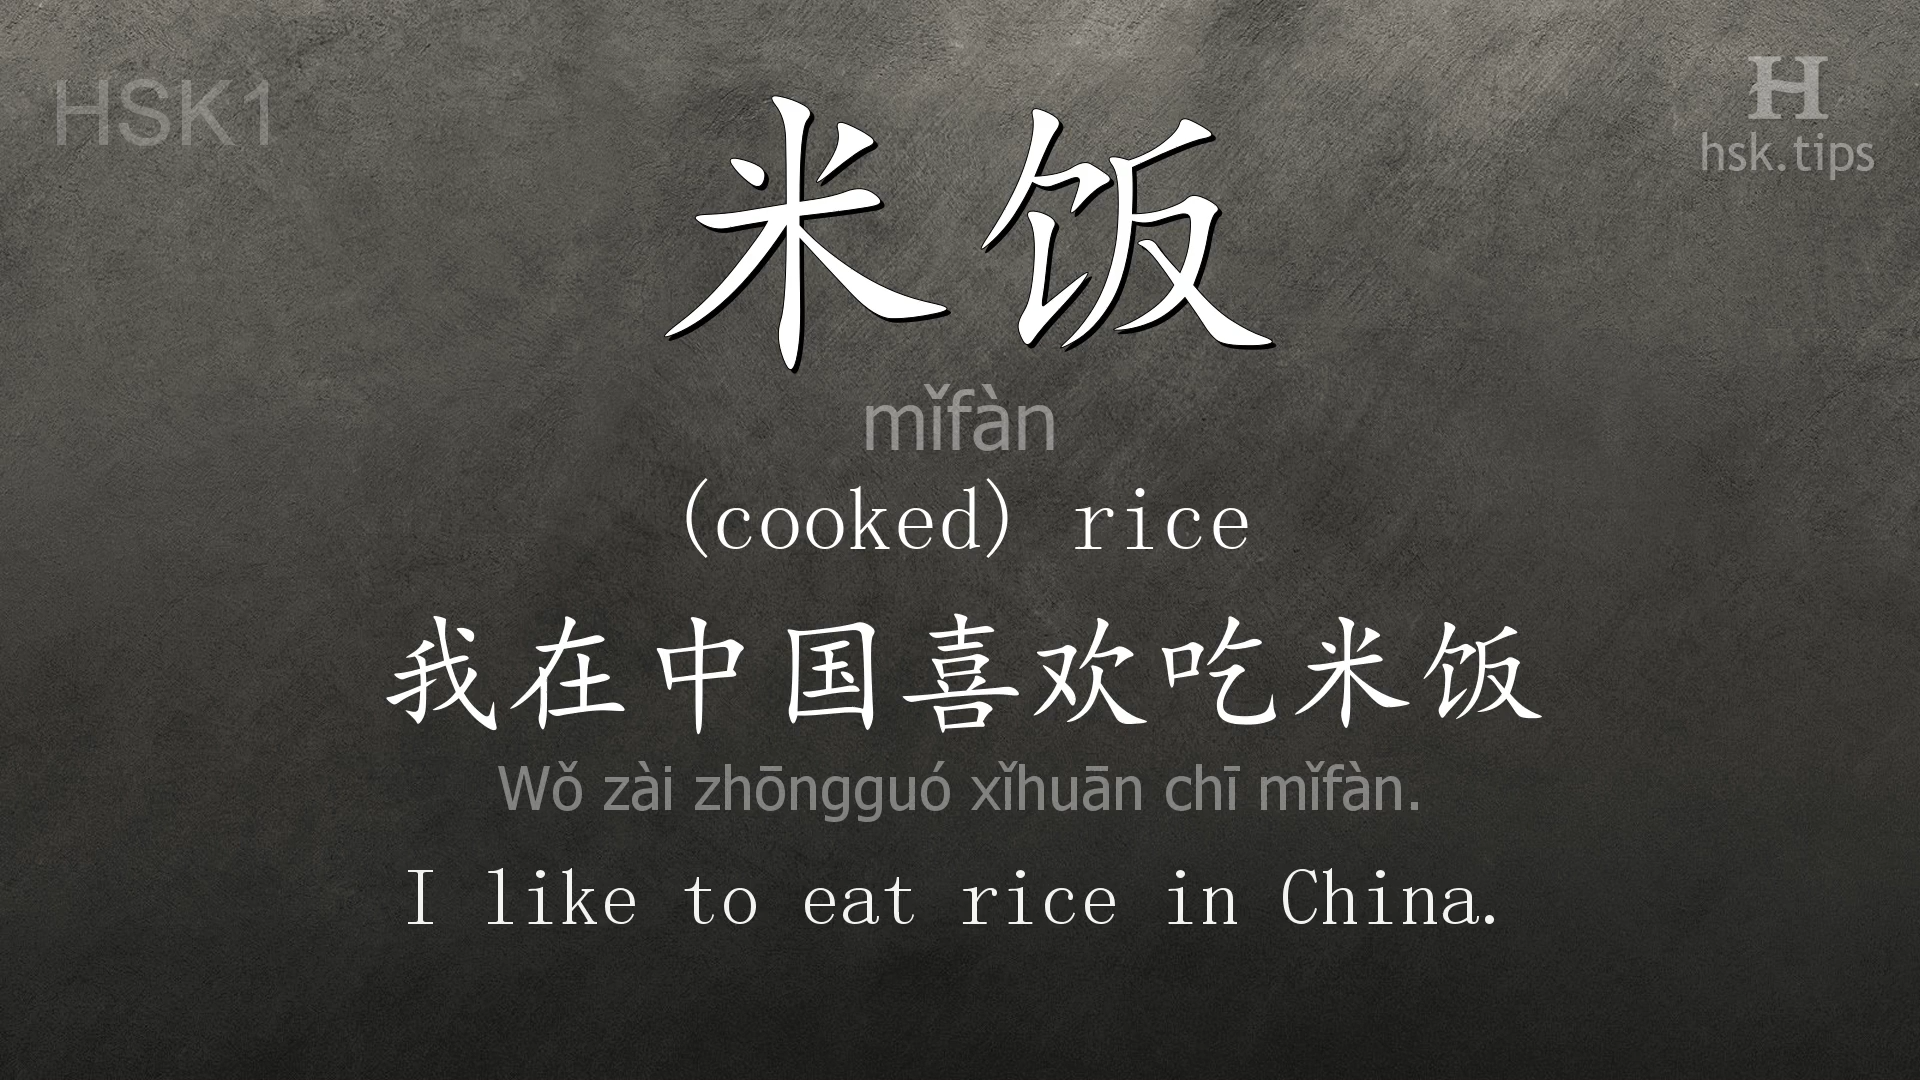 HSK1
H
hsk.tips
米饭
mǐfàn
(cooked) rice
我在中国喜欢吃米饭
Wǒ zài zhōngguó xǐhuān chī mǐfàn.
I like to eat rice in China.